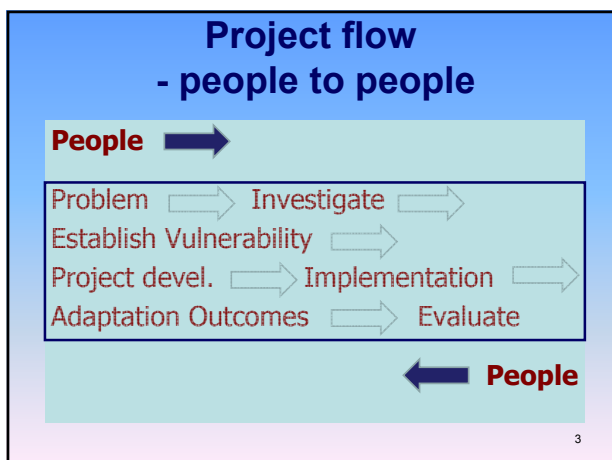 Project flow
- people to people
People
Problem Investigate
Establish Vulnerability
Project devel. Implementation
Adaptation Outcomes Evaluate
People
3